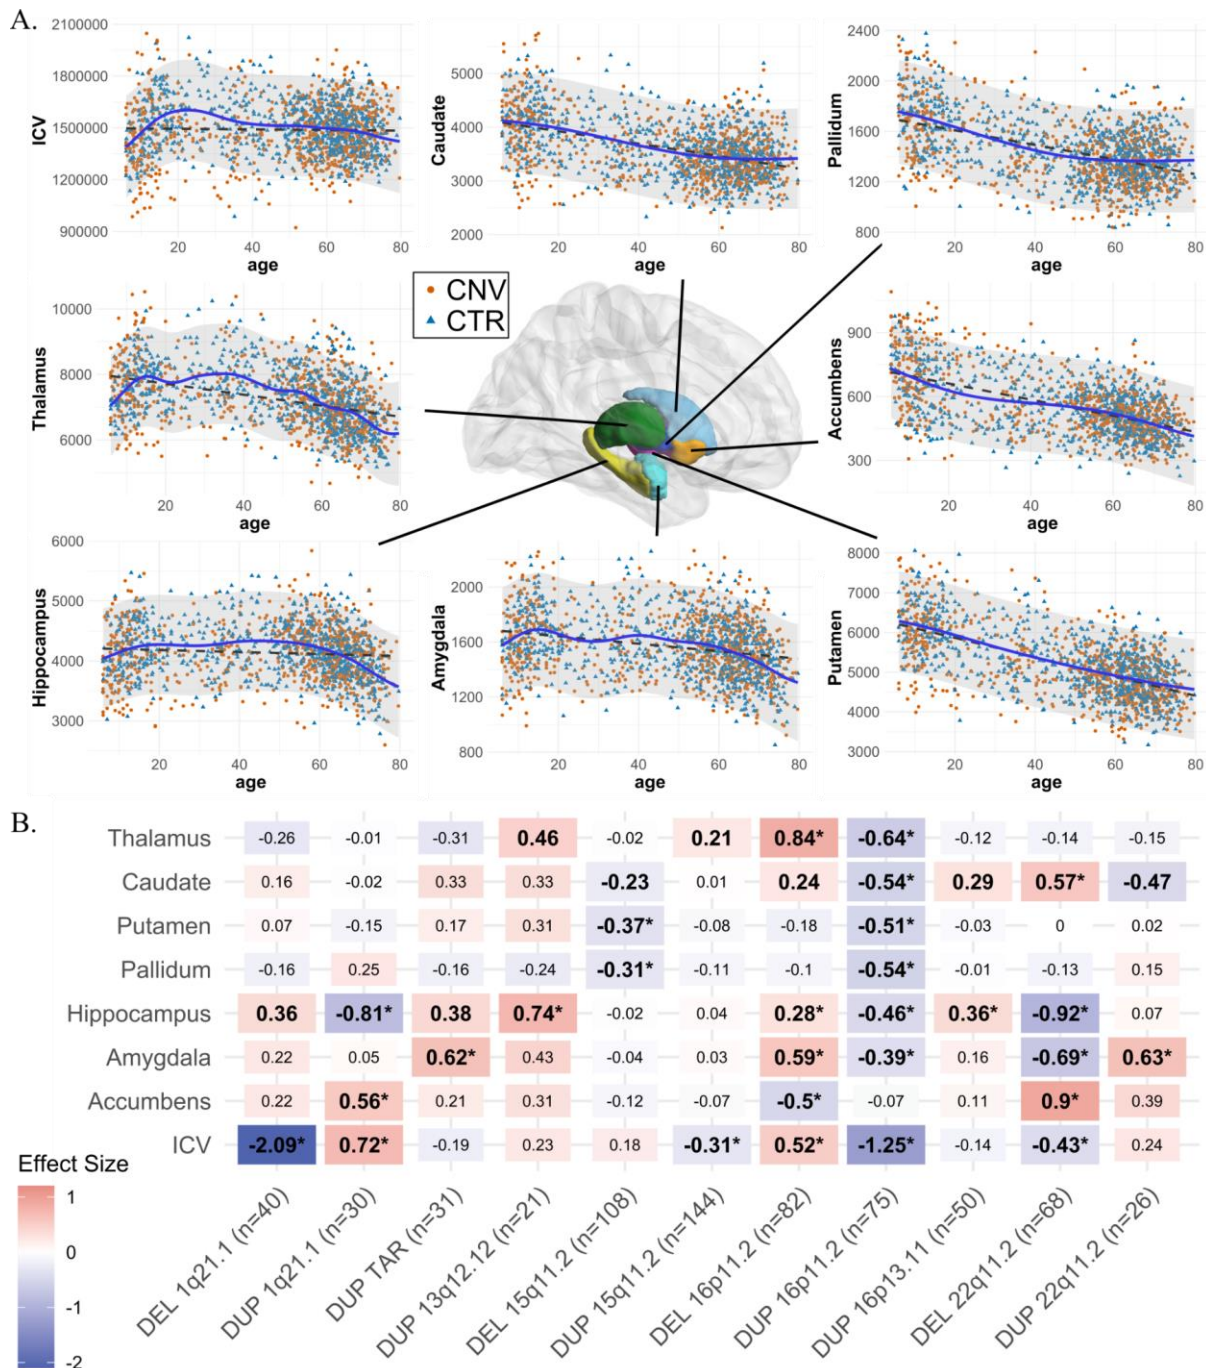 A.
2100000
1800000
1500000
1200000
900000
ICV
20
40
60
80
age
5000
4000
3000
2000
Caudate
20
40
60
80
age
2400
2000
1600
1200
800
Pallidum
20
40
60
80
age
10000
8000
6000
Thalamus
20
40
60
80
age
CNV
CTR
900
600
300
Accumbens
20
40
60
80
age
6000
5000
4000
3000
Hippocampus
20
40
60
80
age
2000
1600
1200
800
Amygdala
20
40
60
80
age
8000
7000
6000
5000
4000
3000
Putamen
20
40
60
80
age
B.
Thalamus -0.26 -0.01 -0.31 0.46 -0.02 0.21 0.84* -0.64* -0.12 -0.14 -0.15
Caudate 0.16 -0.02 0.33 0.33 -0.23 0.01 0.24 -0.54* 0.29 0.57* -0.47
Putamen 0.07 -0.15 0.17 0.31 -0.37* -0.08 -0.18 -0.51* -0.03 0 0.02
Pallidum -0.16 0.25 -0.16 -0.24 -0.31* -0.11 -0.1 -0.54* -0.01 -0.13 0.15
Hippocampus 0.36 -0.81* 0.38 0.74* -0.02 0.04 0.28* -0.46* 0.36* -0.92* 0.07
Amygdala 0.22 0.05 0.62* 0.43 -0.04 0.03 0.59* -0.39* 0.16 -0.69* 0.63*
Accumbens 0.22 0.56* 0.21 0.31 -0.12 -0.07 -0.5* -0.07 0.11 0.9* 0.39
ICV -2.09* 0.72* -0.19 0.23 0.18 -0.31* 0.52* -1.25* -0.14 -0.43* 0.24
Effect Size
1
0
-1
-2
DEL 1q21.1 (n=40)
DUP 1q21.1 (n=30)
DUP TAR (n=31)
DUP 13q12.12 (n=21)
DEL 15q11.2 (n=108)
DUP 15q11.2 (n=144)
DEL 16p11.2 (n=82)
DUP 16p11.2 (n=75)
DUP 16p13.11 (n=50)
DEL 22q11.2 (n=68)
DUP 22q11.2 (n=26)